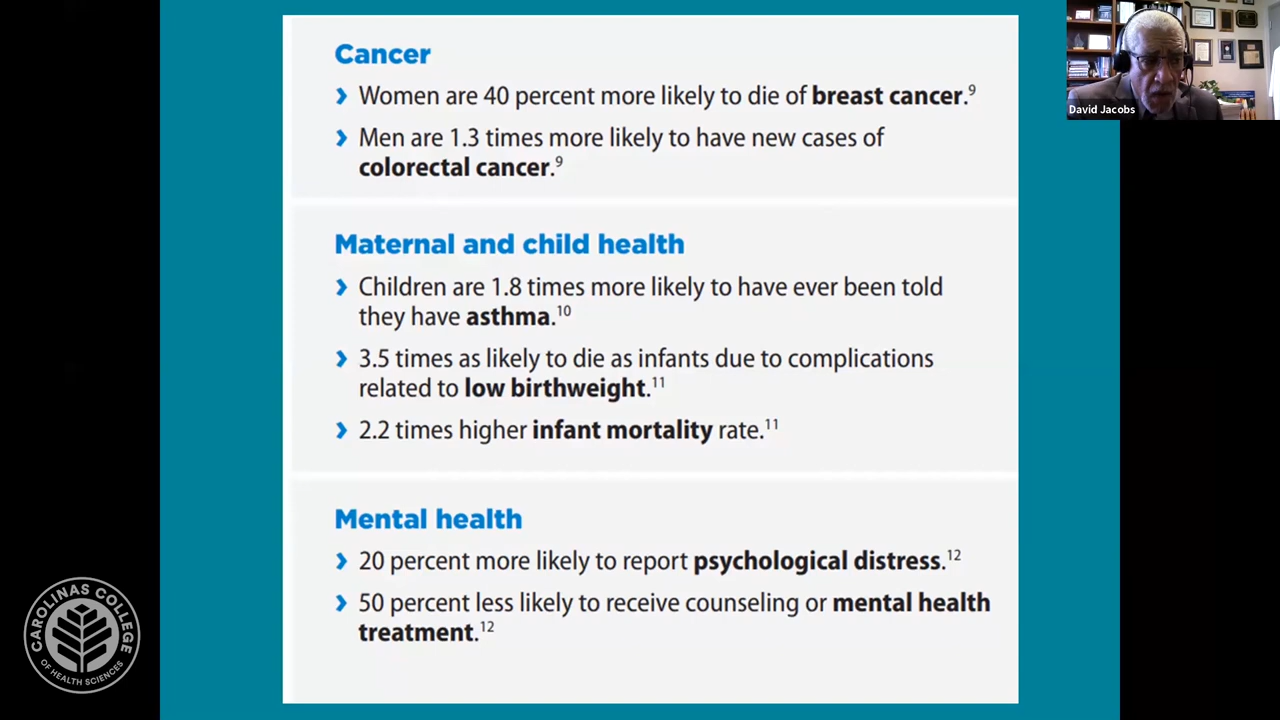 Cancer
› Women are 40 percent more likely to die of breast cancer.9
› Men are 1.3 times more likely to have new cases of
colorectal cancer.9
Maternal and child health
› Children are 1.8 times more likely to have ever been told
they have asthma.10
› 3.5 times as likely to die as infants due to complications
related to low birthweight.11
› 2.2 times higher infant mortality rate.11
Mental health
› 20 percent more likely to report psychological distress.12
› 50 percent less likely to receive counseling or mental health
treatment.12
David Jacobs
CAROLINAS COLLEGE
OF HEALTH SCIENCES